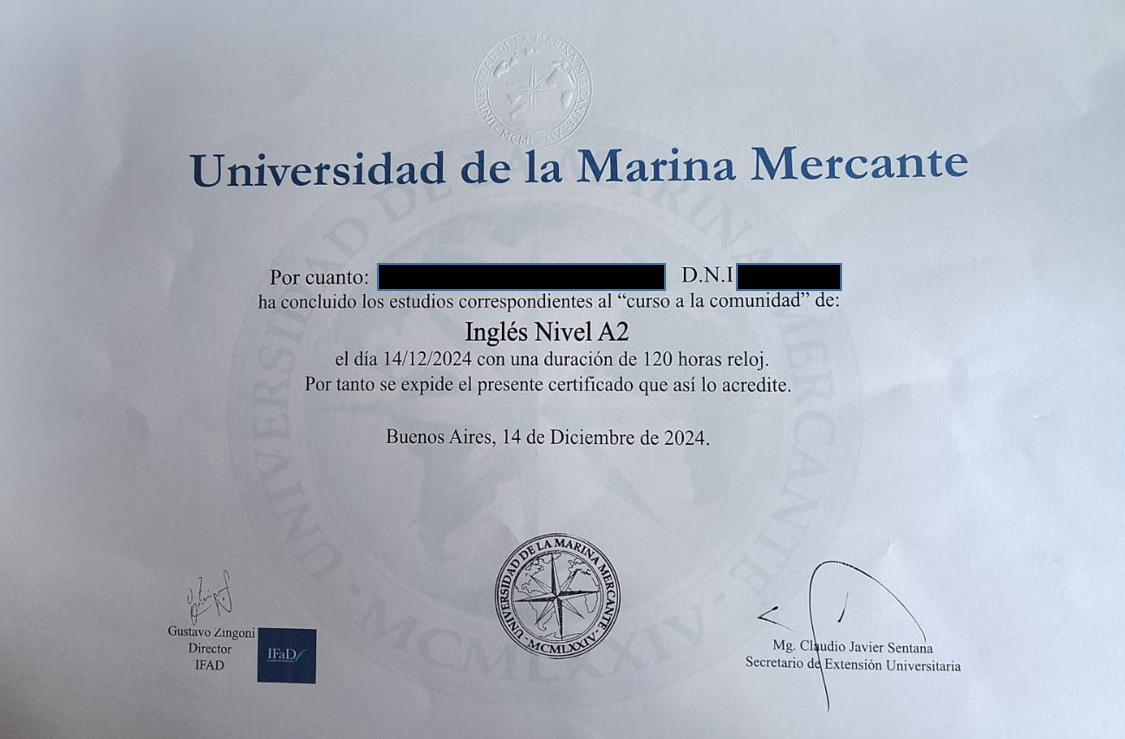 UNIVERSIDAD DE LA MARINA MERCANTE · MCMLXXIV ·
Universidad de la Marina Mercante
Por cuanto: D.N.I
ha concluido los estudios correspondientes al “curso a la comunidad” de:
Inglés Nivel A2
el día 14/12/2024 con una duración de 120 horas reloj.
Por tanto se expide el presente certificado que así lo acredite.
Buenos Aires, 14 de Diciembre de 2024.
UNIVERSIDAD DE LA MARINA MERCANTE · MCMLXXIV ·
UNIVERSIDAD DE LA MARINA MERCANTE · MCMLXXIV ·
Gustavo Zingoni
Director
IFAD
IFaD
Mg. Claudio Javier Sentana
Secretario de Extensión Universitaria